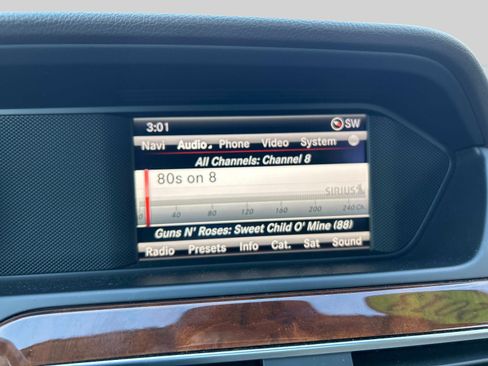 3:01 SW
Navi Audio Phone Video System
All Channels: Channel 8
80s on 8
SIRIUS
0 40 80 120 160 200 240 Ch.
Guns N' Roses: Sweet Child O' Mine (88)
Radio Presets Info Cat. Sat Sound